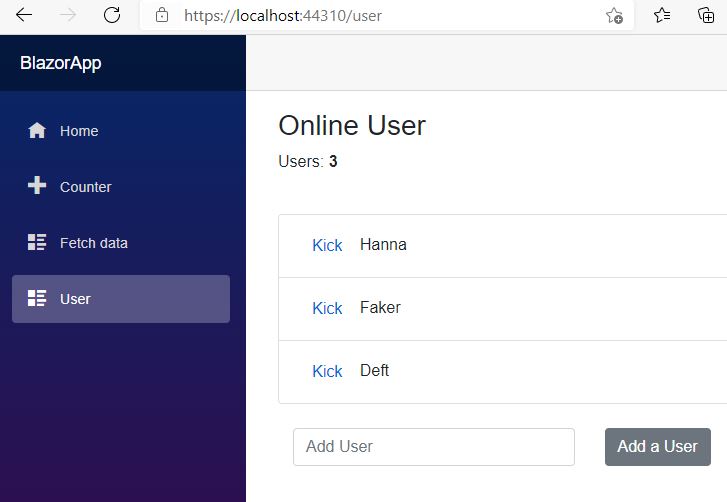 https://localhost:44310/user
BlazorApp
Home
Counter
Fetch data
User
Online User
Users: 3
Kick Hanna
Kick Faker
Kick Deft
Add User Add a User